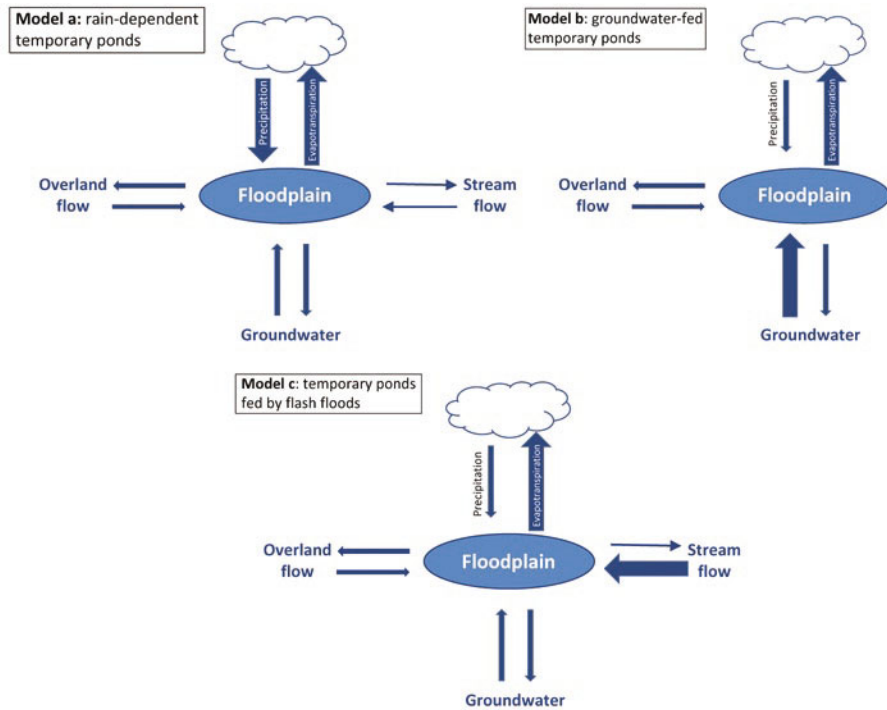 Model a: rain-dependent
temporary ponds
Precipitation
Evapotranspiration
Overland
flow
Floodplain
Stream
flow
Groundwater
Model b: groundwater-fed
temporary ponds
Precipitation
Evapotranspiration
Overland
flow
Floodplain
Groundwater
Model c: temporary ponds
fed by flash floods
Precipitation
Evapotranspiration
Overland
flow
Floodplain
Stream
flow
Groundwater